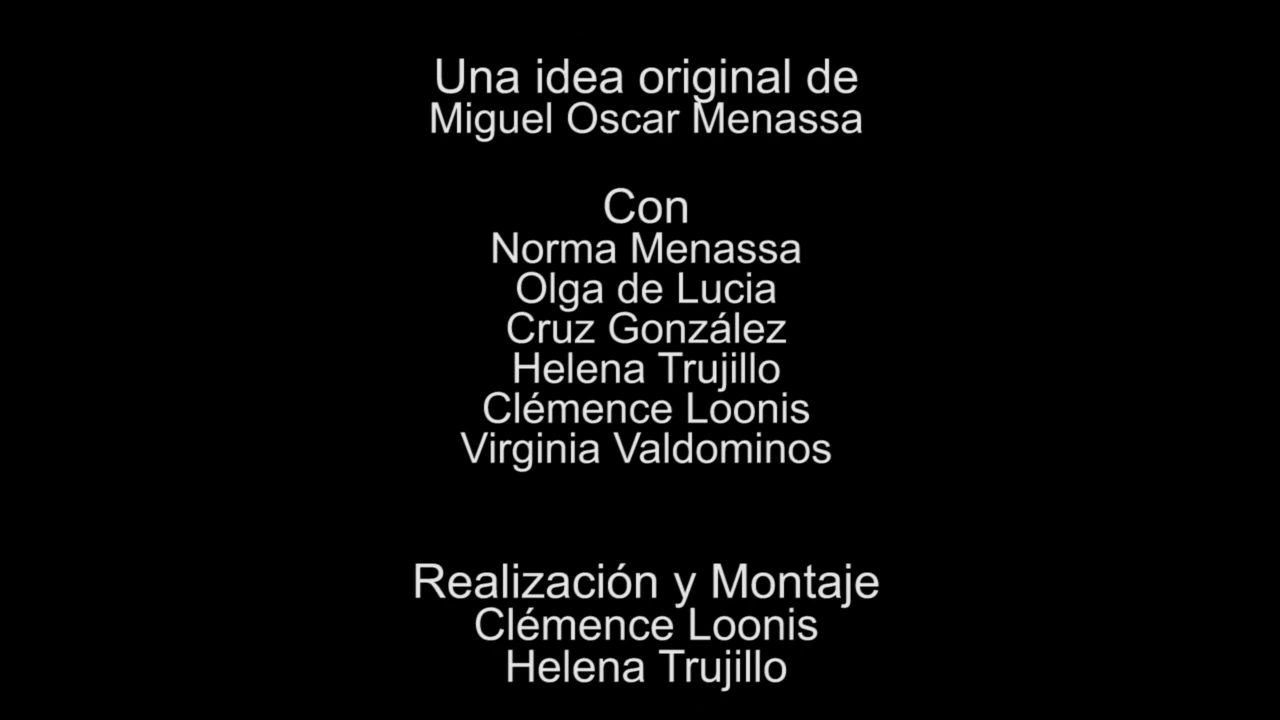 Una idea original de
Miguel Oscar Menassa
Con
Norma Menassa
Olga de Lucia
Cruz González
Helena Trujillo
Clémence Loonis
Virginia Valdominos
Realización y Montaje
Clémence Loonis
Helena Trujillo